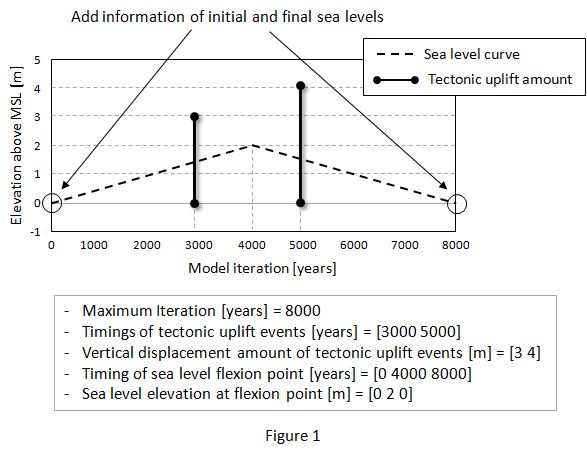 Add information of initial and final sea levels
Sea level curve
Tectonic uplift amount
Elevation above MSL [m]
5
4
3
2
1
0
-1
0 1000 2000 3000 4000 5000 6000 7000 8000
Model iteration [years]
- Maximum Iteration [years] = 8000
- Timings of tectonic uplift events [years] = [3000 5000]
- Vertical displacement amount of tectonic uplift events [m] = [3 4]
- Timing of sea level flexion point [years] = [0 4000 8000]
- Sea level elevation at flexion point [m] = [0 2 0]
Figure 1